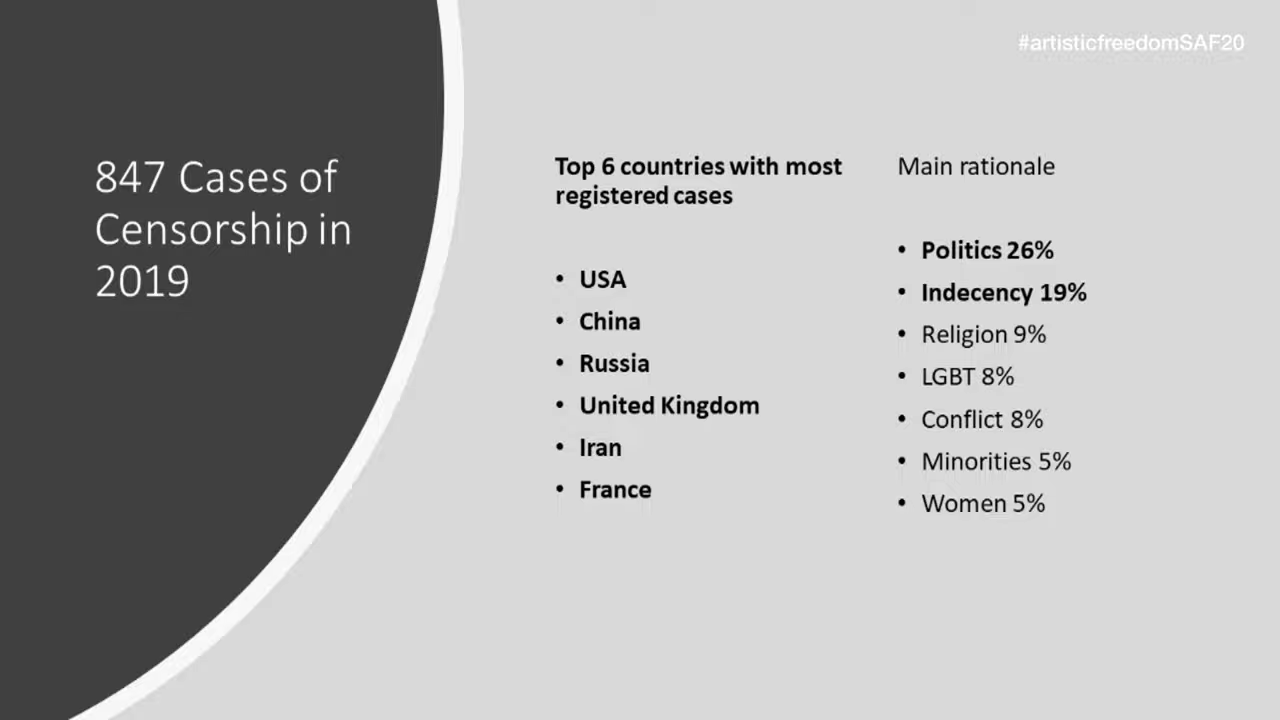 #artisticfreedomSAF20
847 Cases of
Censorship in
2019
Top 6 countries with most
registered cases
• USA
• China
• Russia
• United Kingdom
• Iran
• France
Main rationale
• Politics 26%
• Indecency 19%
• Religion 9%
• LGBT 8%
• Conflict 8%
• Minorities 5%
• Women 5%